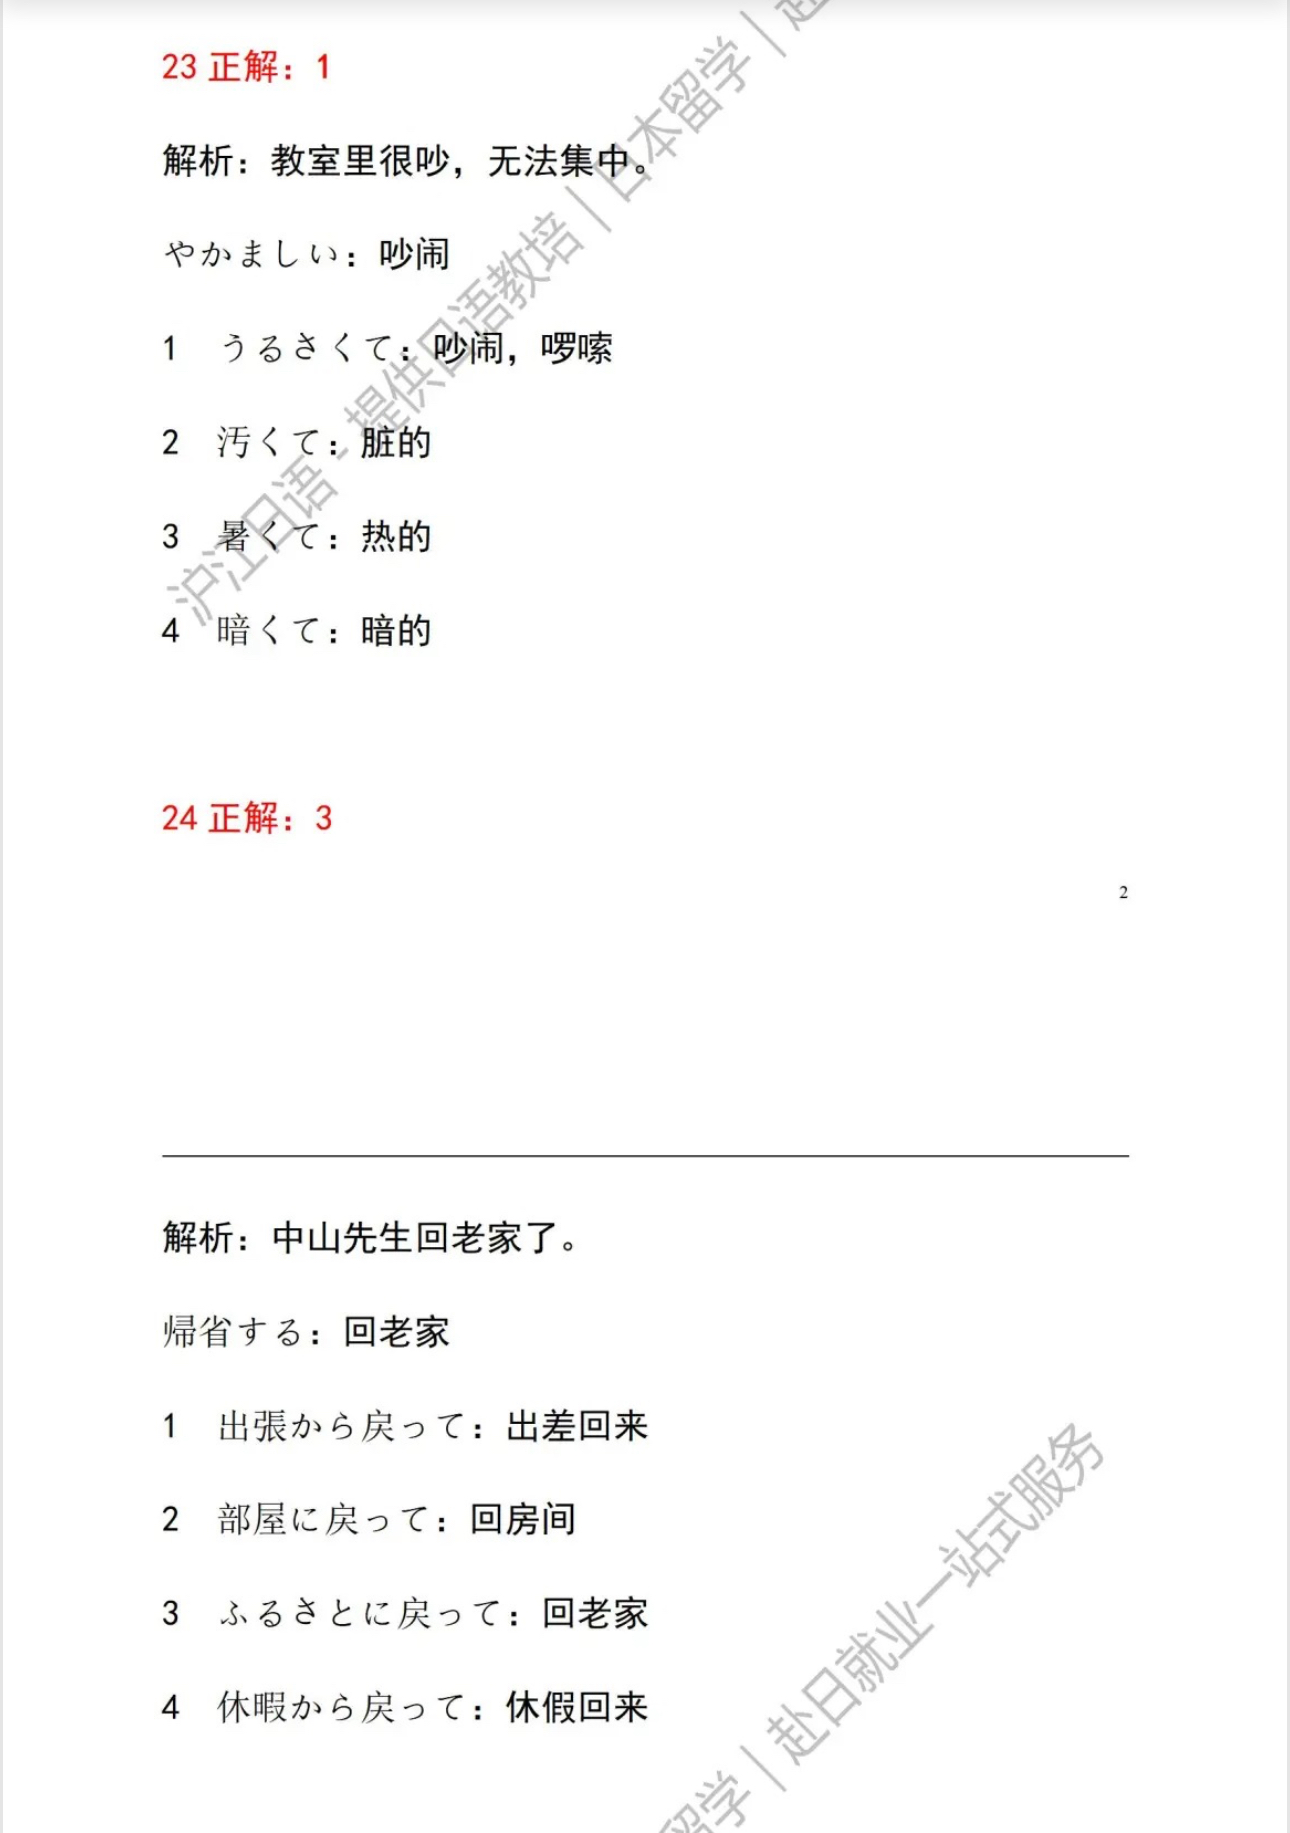 23 正解：1
解析：教室里很吵，无法集中。
やかましい：吵闹
1 うるさくて：吵闹，啰嗦
2 汚くて：脏的
3 暑くて：热的
4 暗くて：暗的
沪江日语-提供日语教培｜日本留学｜赴
24 正解：3
2
解析：中山先生回老家了。
帰省する：回老家
1 出張から戻って：出差回来
2 部屋に戻って：回房间
3 ふるさとに戻って：回老家
4 休暇から戻って：休假回来
留学｜赴日就业一站式服务